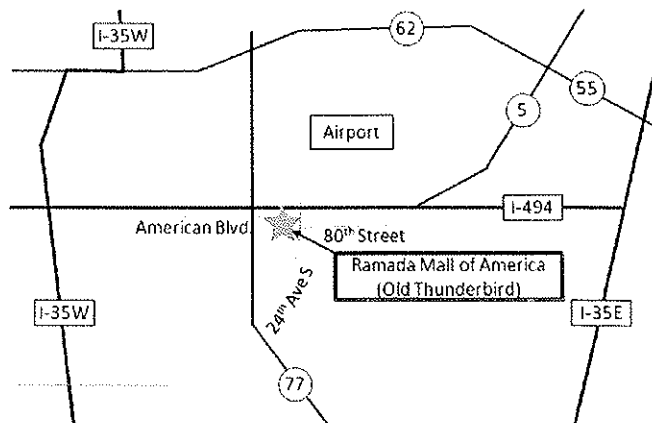 I-35W
62
55
5
Airport
I-494
American Blvd.
80th Street
Ramada Mall of America
(Old Thunderbird)
24th Ave S
I-35W
I-35E
77